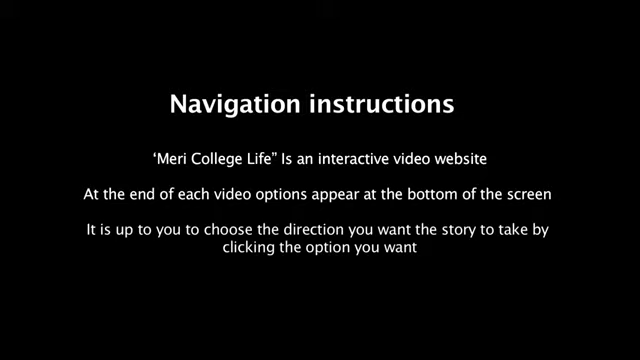 Navigation instructions
‘Meri College Life” Is an interactive video website
At the end of each video options appear at the bottom of the screen
It is up to you to choose the direction you want the story to take by
clicking the option you want